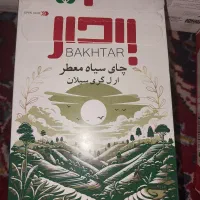 باختر
BAKHTAR
چای سیاه معطر
ارل گری سیلان